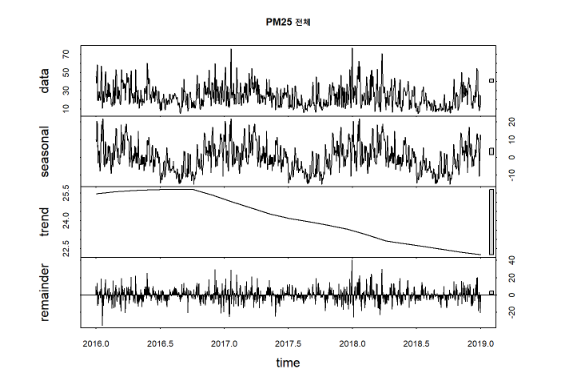 PM25 전체
data
10 30 50 70
seasonal
-10 0 10 20
trend
22.5 24.0 25.5
remainder
-20 0 20 40
2016.0 2016.5 2017.0 2017.5 2018.0 2018.5 2019.0
time